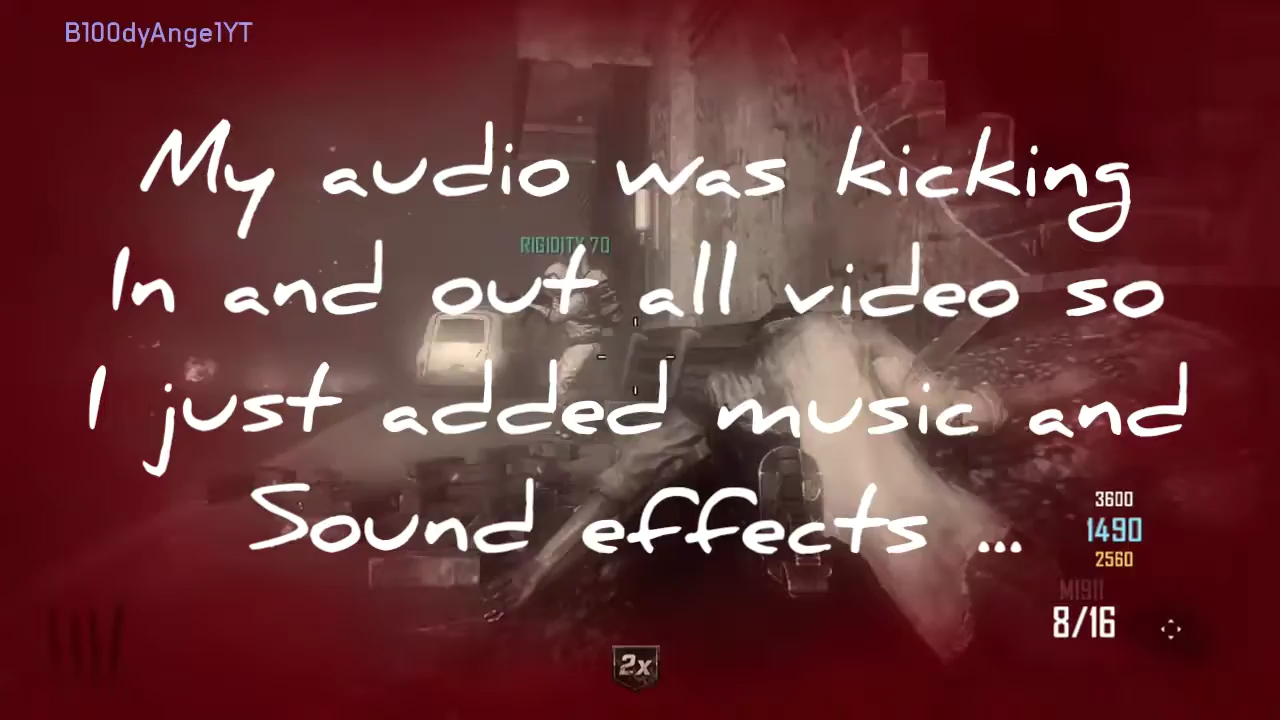 B100dyAnge1YT
My audio was kicking
RIGIDITY 70
In and out all video so
I just added music and
Sound effects ...
3600
1490
2560
M1911
8/16
2x